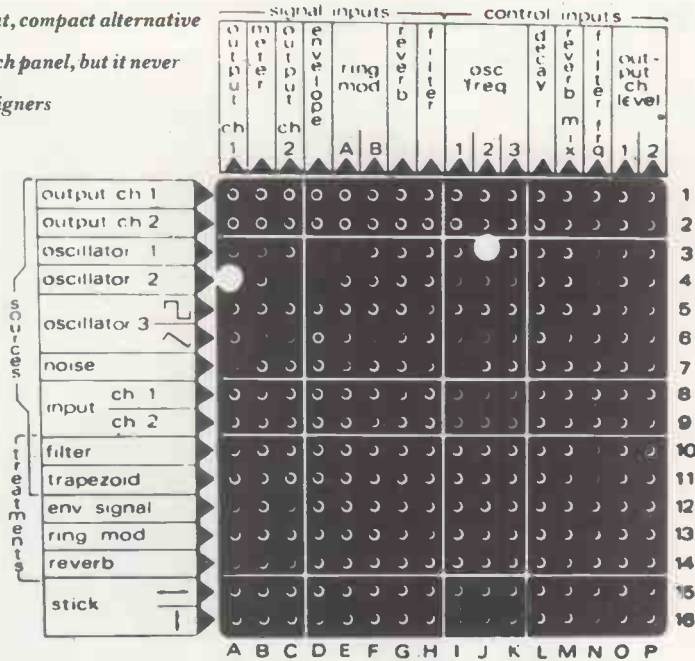 t, compact alternative
ch panel, but it never
igners
signal inputs
control inputs
output ch 1
meter
output ch 2
envelope
ring mod
A B
reverb
filter
osc freq
1 2 3
decay
reverb mix
filter frq
out-put ch level
1 2
output ch 1 1
output ch 2 2
oscillator 1 3
oscillator 2 4
oscillator 3 5
6
noise 7
input ch 1 8
ch 2 9
filter 10
trapezoid 11
env signal 12
ring mod 13
reverb 14
stick 15
16
sources
treatments
A B C D E F G H I J K L M N O P